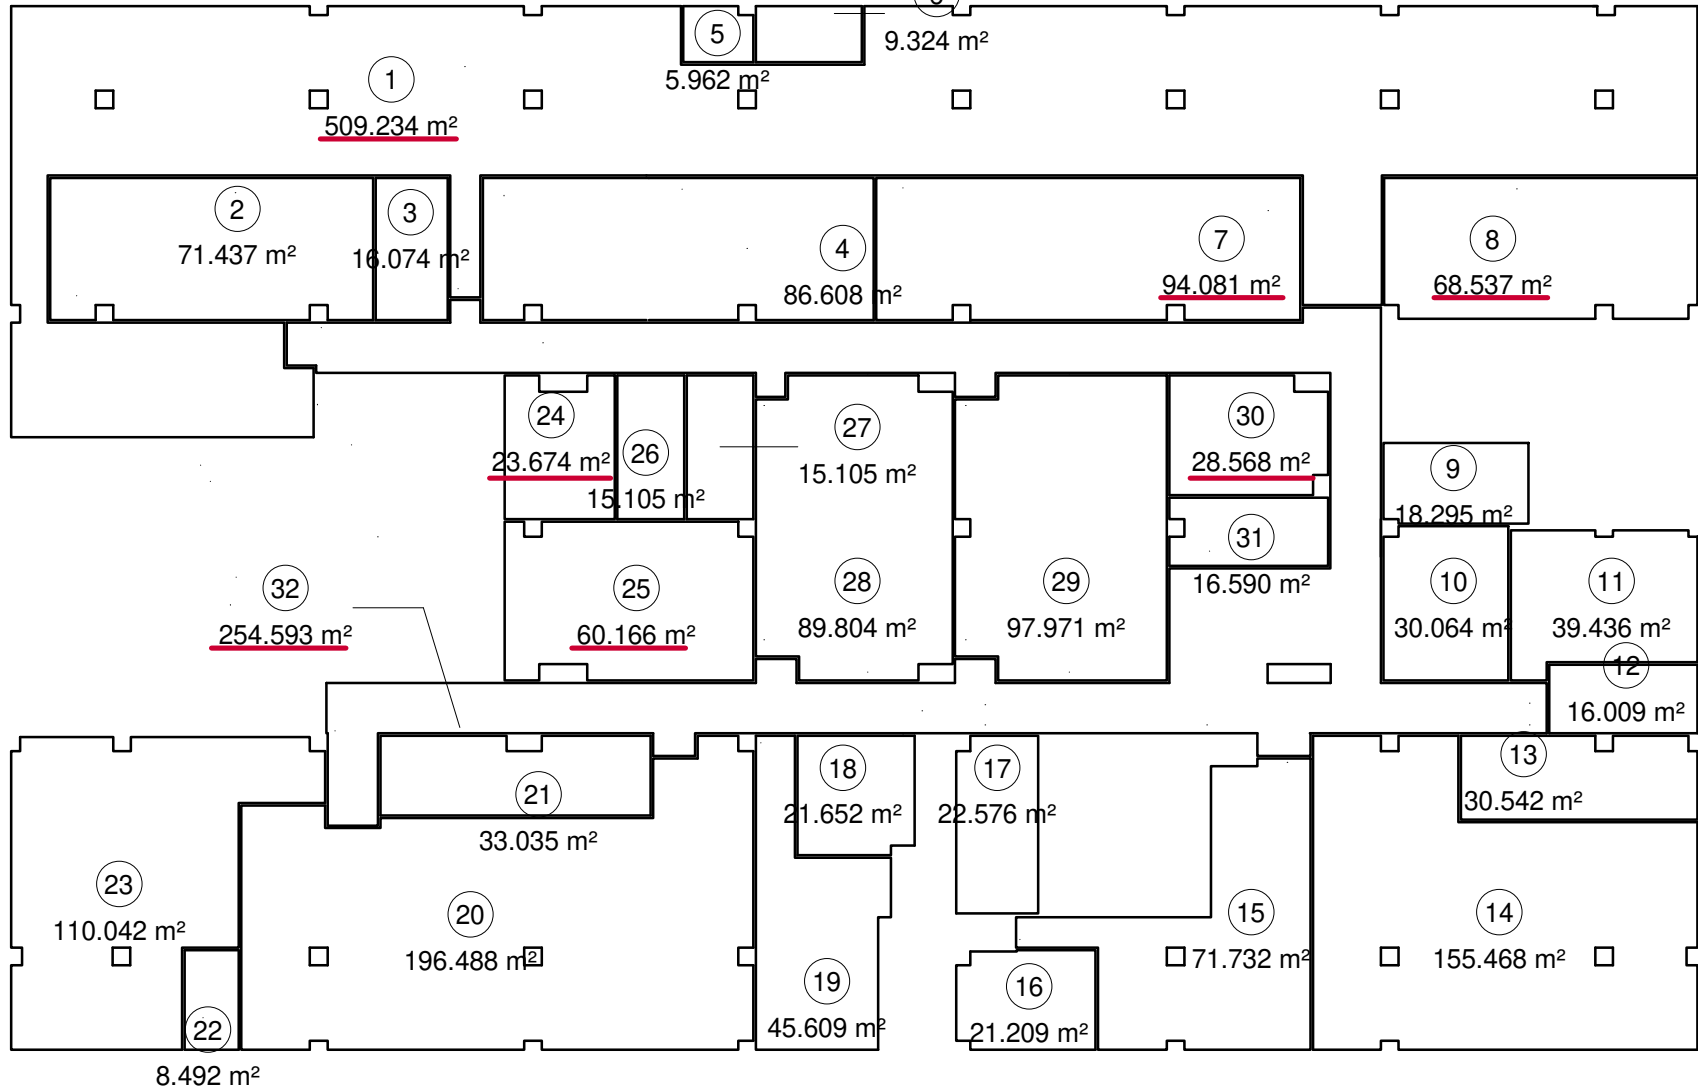 5
9.324 m²
1
5.962 m²
509.234 m²
2
3
4
7
8
71.437 m²
16.074 m²
86.608 m²
94.081 m²
68.537 m²
24
26
27
30
9
23.674 m²
15.105 m²
15.105 m²
28.568 m²
18.295 m²
31
16.590 m²
32
25
28
29
10
11
254.593 m²
60.166 m²
89.804 m²
97.971 m²
30.064 m²
39.436 m²
12
16.009 m²
21
18
17
13
33.035 m²
21.652 m²
22.576 m²
30.542 m²
23
20
15
14
110.042 m²
196.488 m²
71.732 m²
155.468 m²
19
16
45.609 m²
21.209 m²
22
8.492 m²